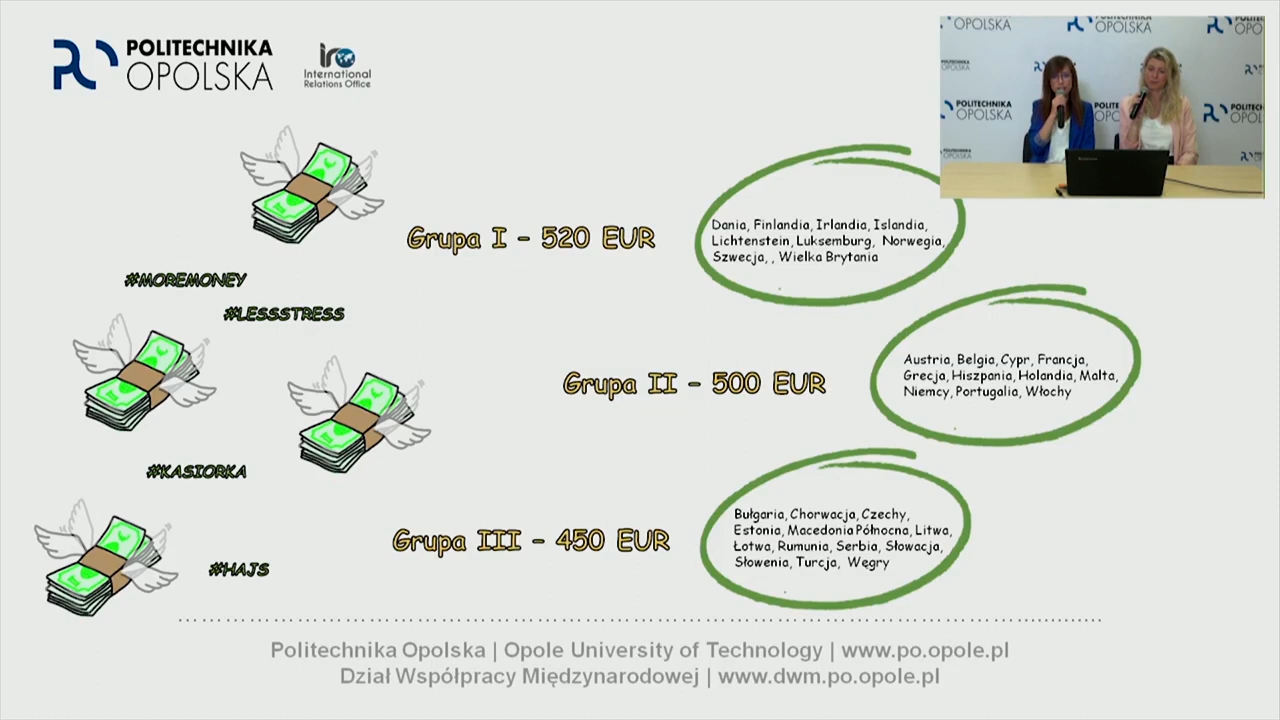 POLITECHNIKA
OPOLSKA
iro
International
Relations Office
POLITECHNIKA
OPOLSKA
Grupa I - 520 EUR
Dania, Finlandia, Irlandia, Islandia,
Lichtenstein, Luksemburg, Norwegia,
Szwecja, , Wielka Brytania
#MOREMONEY
#LESSSTRESS
Grupa II - 500 EUR
Austria, Belgia, Cypr, Francja,
Grecja, Hiszpania, Holandia, Malta,
Niemcy, Portugalia, Włochy
#KASIORKA
Grupa III - 450 EUR
Bułgaria, Chorwacja, Czechy,
Estonia, Macedonia Północna, Litwa,
Łotwa, Rumunia, Serbia, Słowacja,
Słowenia, Turcja, Węgry
#HAJS
Politechnika Opolska | Opole University of Technology | www.po.opole.pl
Dział Współpracy Międzynarodowej | www.dwm.po.opole.pl